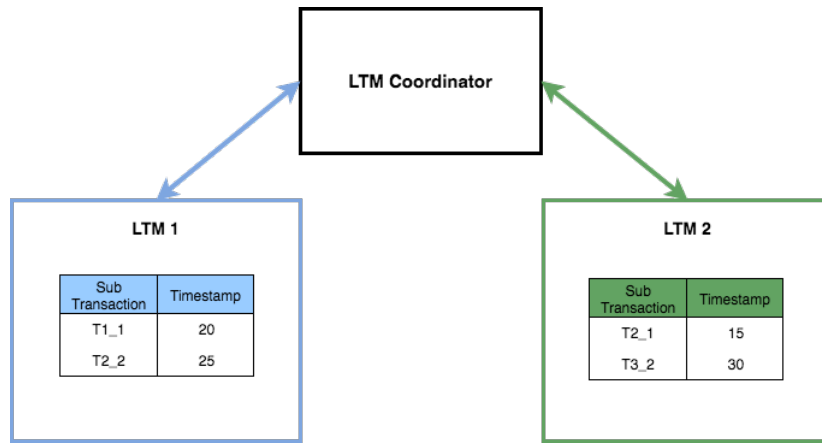 LTM Coordinator
LTM 1
Sub
Transaction
Timestamp
T1_1
20
T2_2
25
LTM 2
Sub
Transaction
Timestamp
T2_1
15
T3_2
30